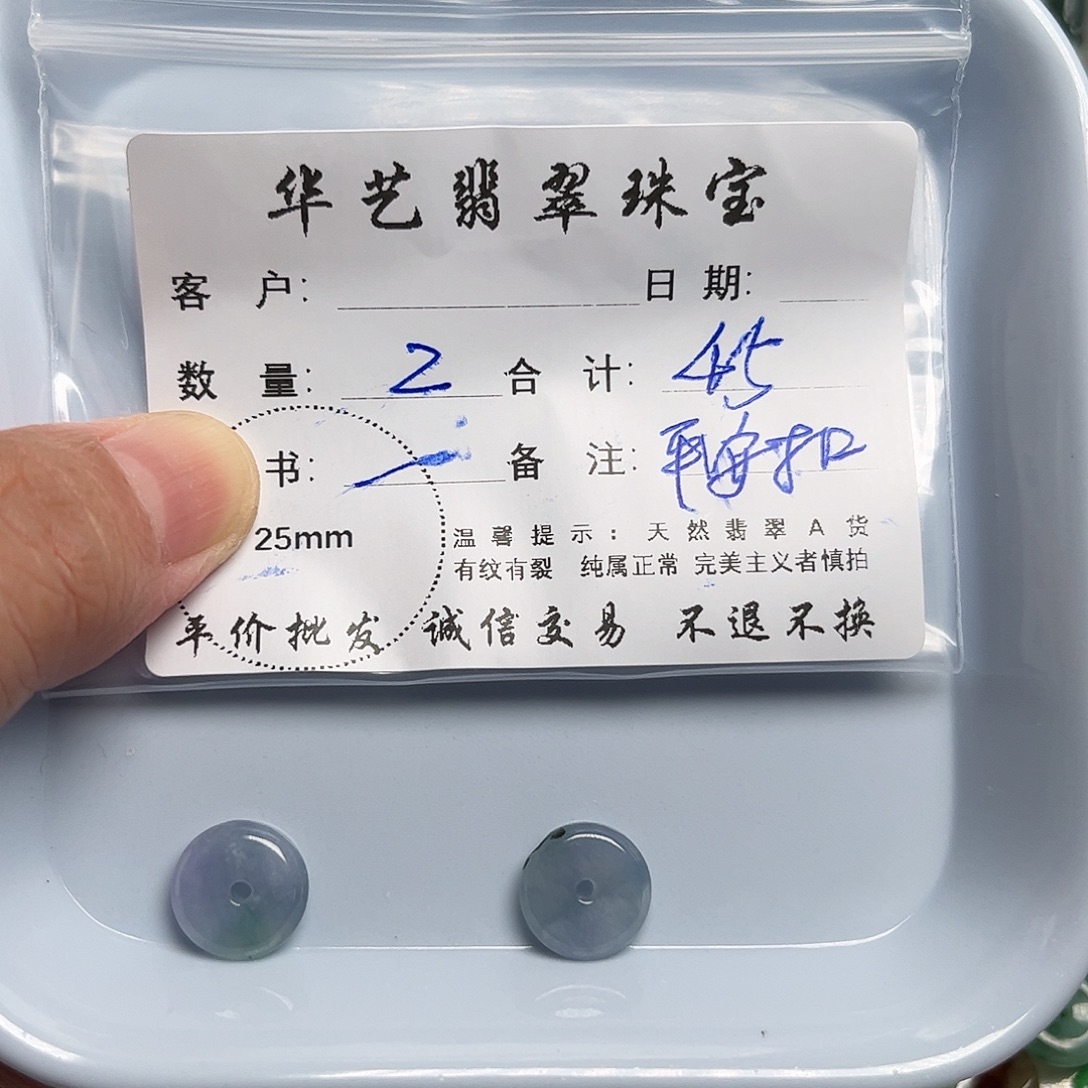 华艺翡翠珠宝
客 户: 日 期:
数 量: 2 合 计: 45
书: 一 备 注: 平安扣
25mm
温馨提示: 天然翡翠A货
有纹有裂 纯属正常 完美主义者慎拍
平价批发 诚信交易 不退不换